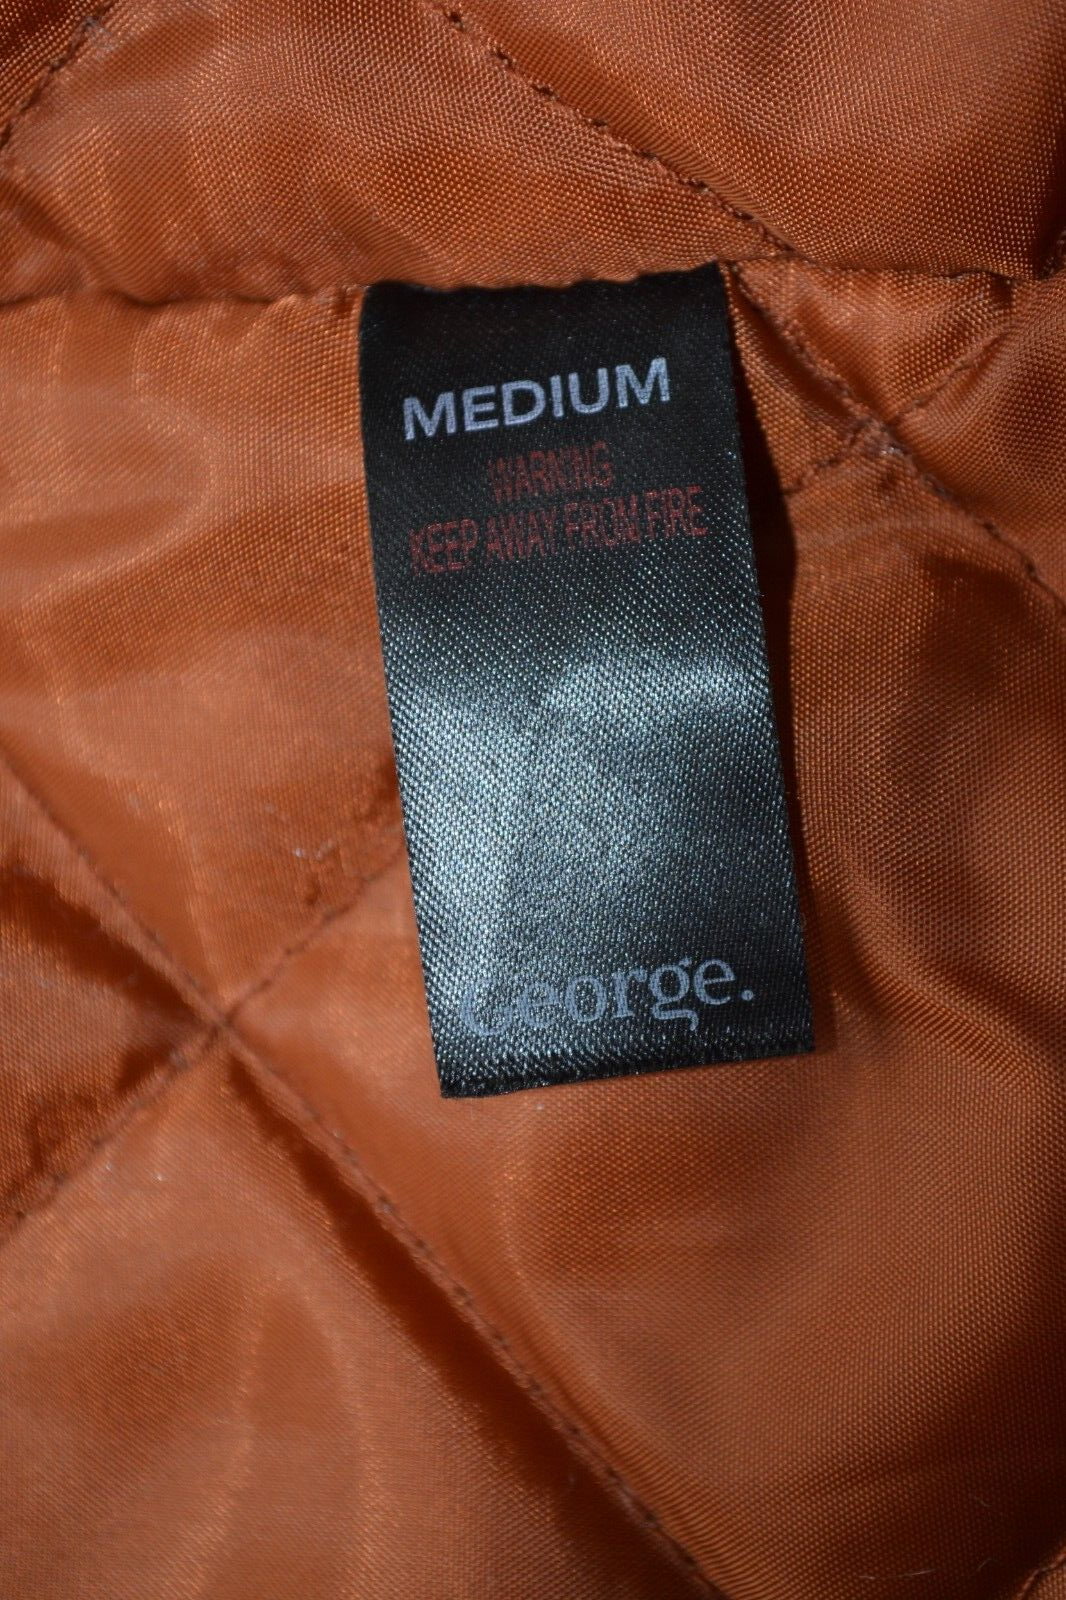 MEDIUM
WARNING
KEEP AWAY FROM FIRE
George.